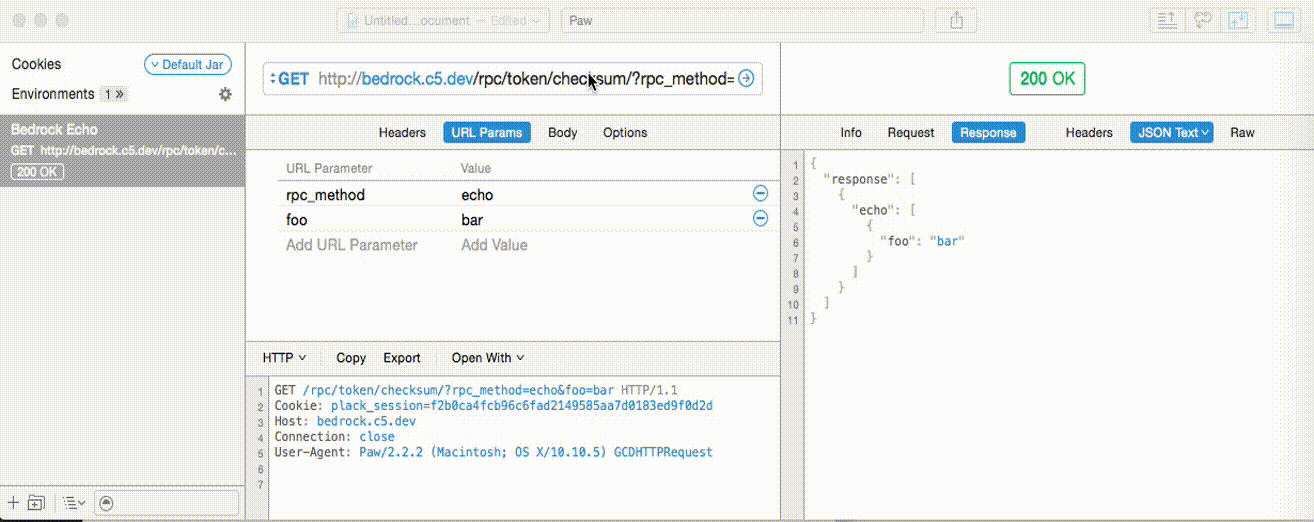 Untitled…ocument — Edited
Paw
Cookies
Default Jar
Environments 1 »
Bedrock Echo
GET http://bedrock.c5.dev/rpc/token/c...
200 OK
GET http://bedrock.c5.dev/rpc/token/checksum/?rpc_method=
Headers URL Params Body Options
URL Parameter Value
rpc_method echo
foo bar
Add URL Parameter Add Value
HTTP Copy Export Open With
1 GET /rpc/token/checksum/?rpc_method=echo&foo=bar HTTP/1.1
2 Cookie: plack_session=f2b0ca4fcb96c6fad2149585aa7d0183ed9f0d2d
3 Host: bedrock.c5.dev
4 Connection: close
5 User-Agent: Paw/2.2.2 (Macintosh; OS X/10.10.5) GCDHTTPRequest
6
7
200 OK
Info Request Response Headers JSON Text Raw
1 {
2 "response": [
3 {
4 "echo": [
5 {
6 "foo": "bar"
7 }
8 ]
9 }
10 ]
11 }